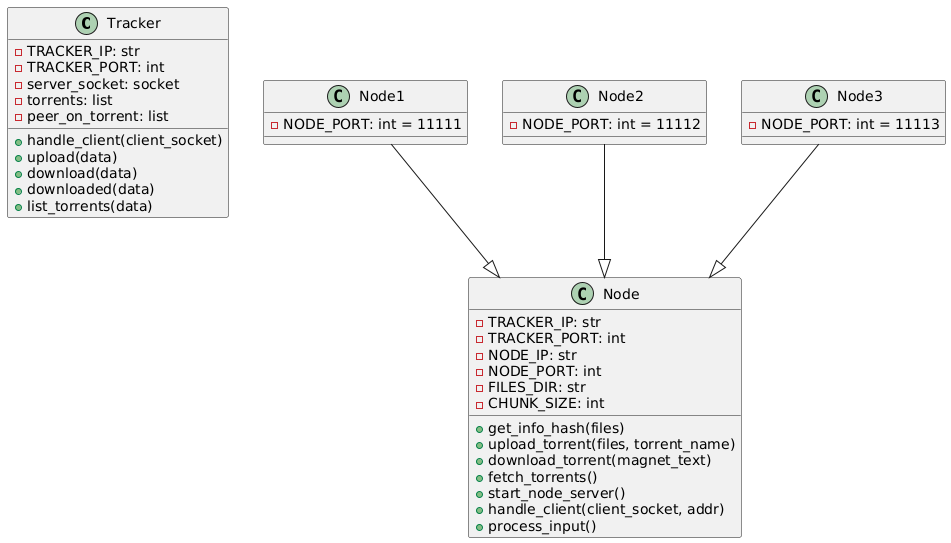 C Tracker
TRACKER_IP: str
TRACKER_PORT: int
server_socket: socket
torrents: list
peer_on_torrent: list
handle_client(client_socket)
upload(data)
download(data)
downloaded(data)
list_torrents(data)
C Node1
NODE_PORT: int = 11111
C Node2
NODE_PORT: int = 11112
C Node3
NODE_PORT: int = 11113
C Node
TRACKER_IP: str
TRACKER_PORT: int
NODE_IP: str
NODE_PORT: int
FILES_DIR: str
CHUNK_SIZE: int
get_info_hash(files)
upload_torrent(files, torrent_name)
download_torrent(magnet_text)
fetch_torrents()
start_node_server()
handle_client(client_socket, addr)
process_input()